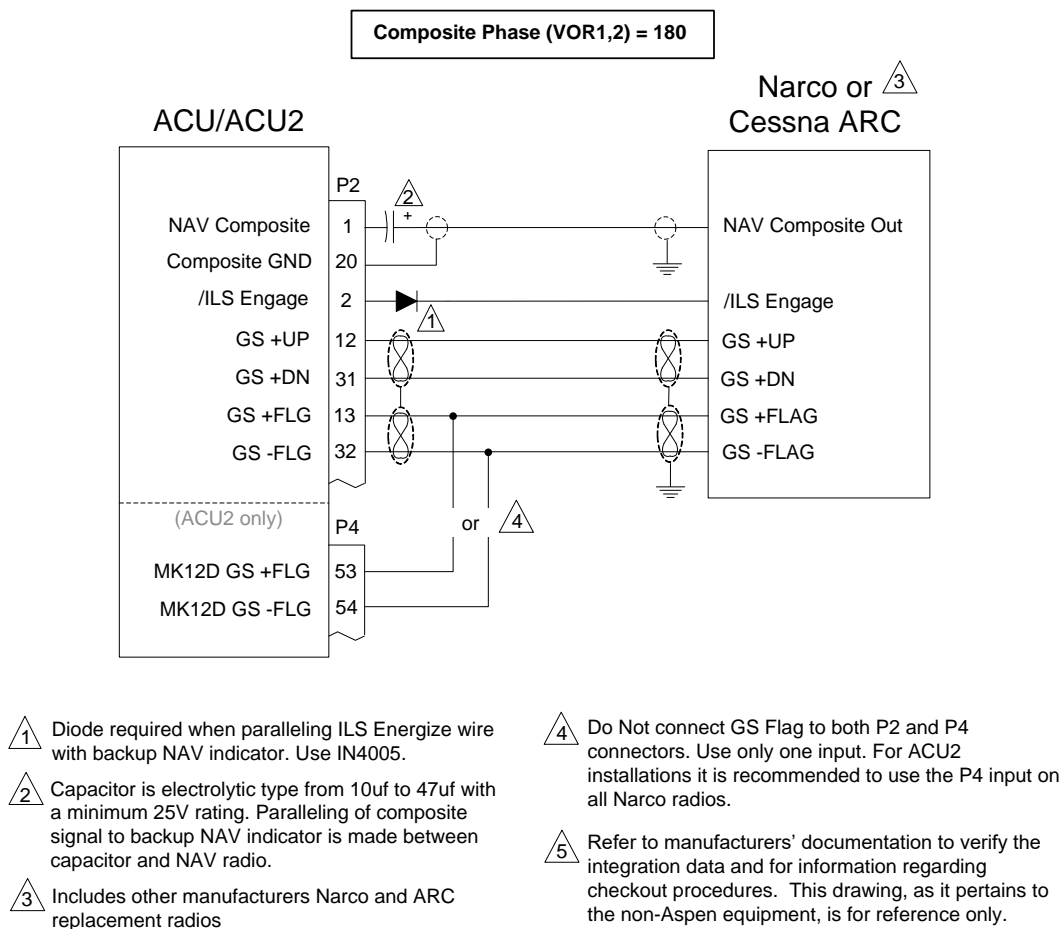 Composite Phase (VOR1,2) = 180
ACU/ACU2
Narco or 3
Cessna ARC
P2
2
+
NAV Composite 1
NAV Composite Out
Composite GND 20
/ILS Engage 2
/ILS Engage
1
GS +UP 12
GS +UP
GS +DN 31
GS +DN
GS +FLG 13
GS +FLAG
GS -FLG 32
GS -FLAG
(ACU2 only)
P4
or 4
MK12D GS +FLG 53
MK12D GS -FLG 54
1 Diode required when paralleling ILS Energize wire
with backup NAV indicator. Use IN4005.
2 Capacitor is electrolytic type from 10uf to 47uf with
a minimum 25V rating. Paralleling of composite
signal to backup NAV indicator is made between
capacitor and NAV radio.
3 Includes other manufacturers Narco and ARC
replacement radios
4 Do Not connect GS Flag to both P2 and P4
connectors. Use only one input. For ACU2
installations it is recommended to use the P4 input on
all Narco radios.
5 Refer to manufacturers’ documentation to verify the
integration data and for information regarding
checkout procedures. This drawing, as it pertains to
the non-Aspen equipment, is for reference only.